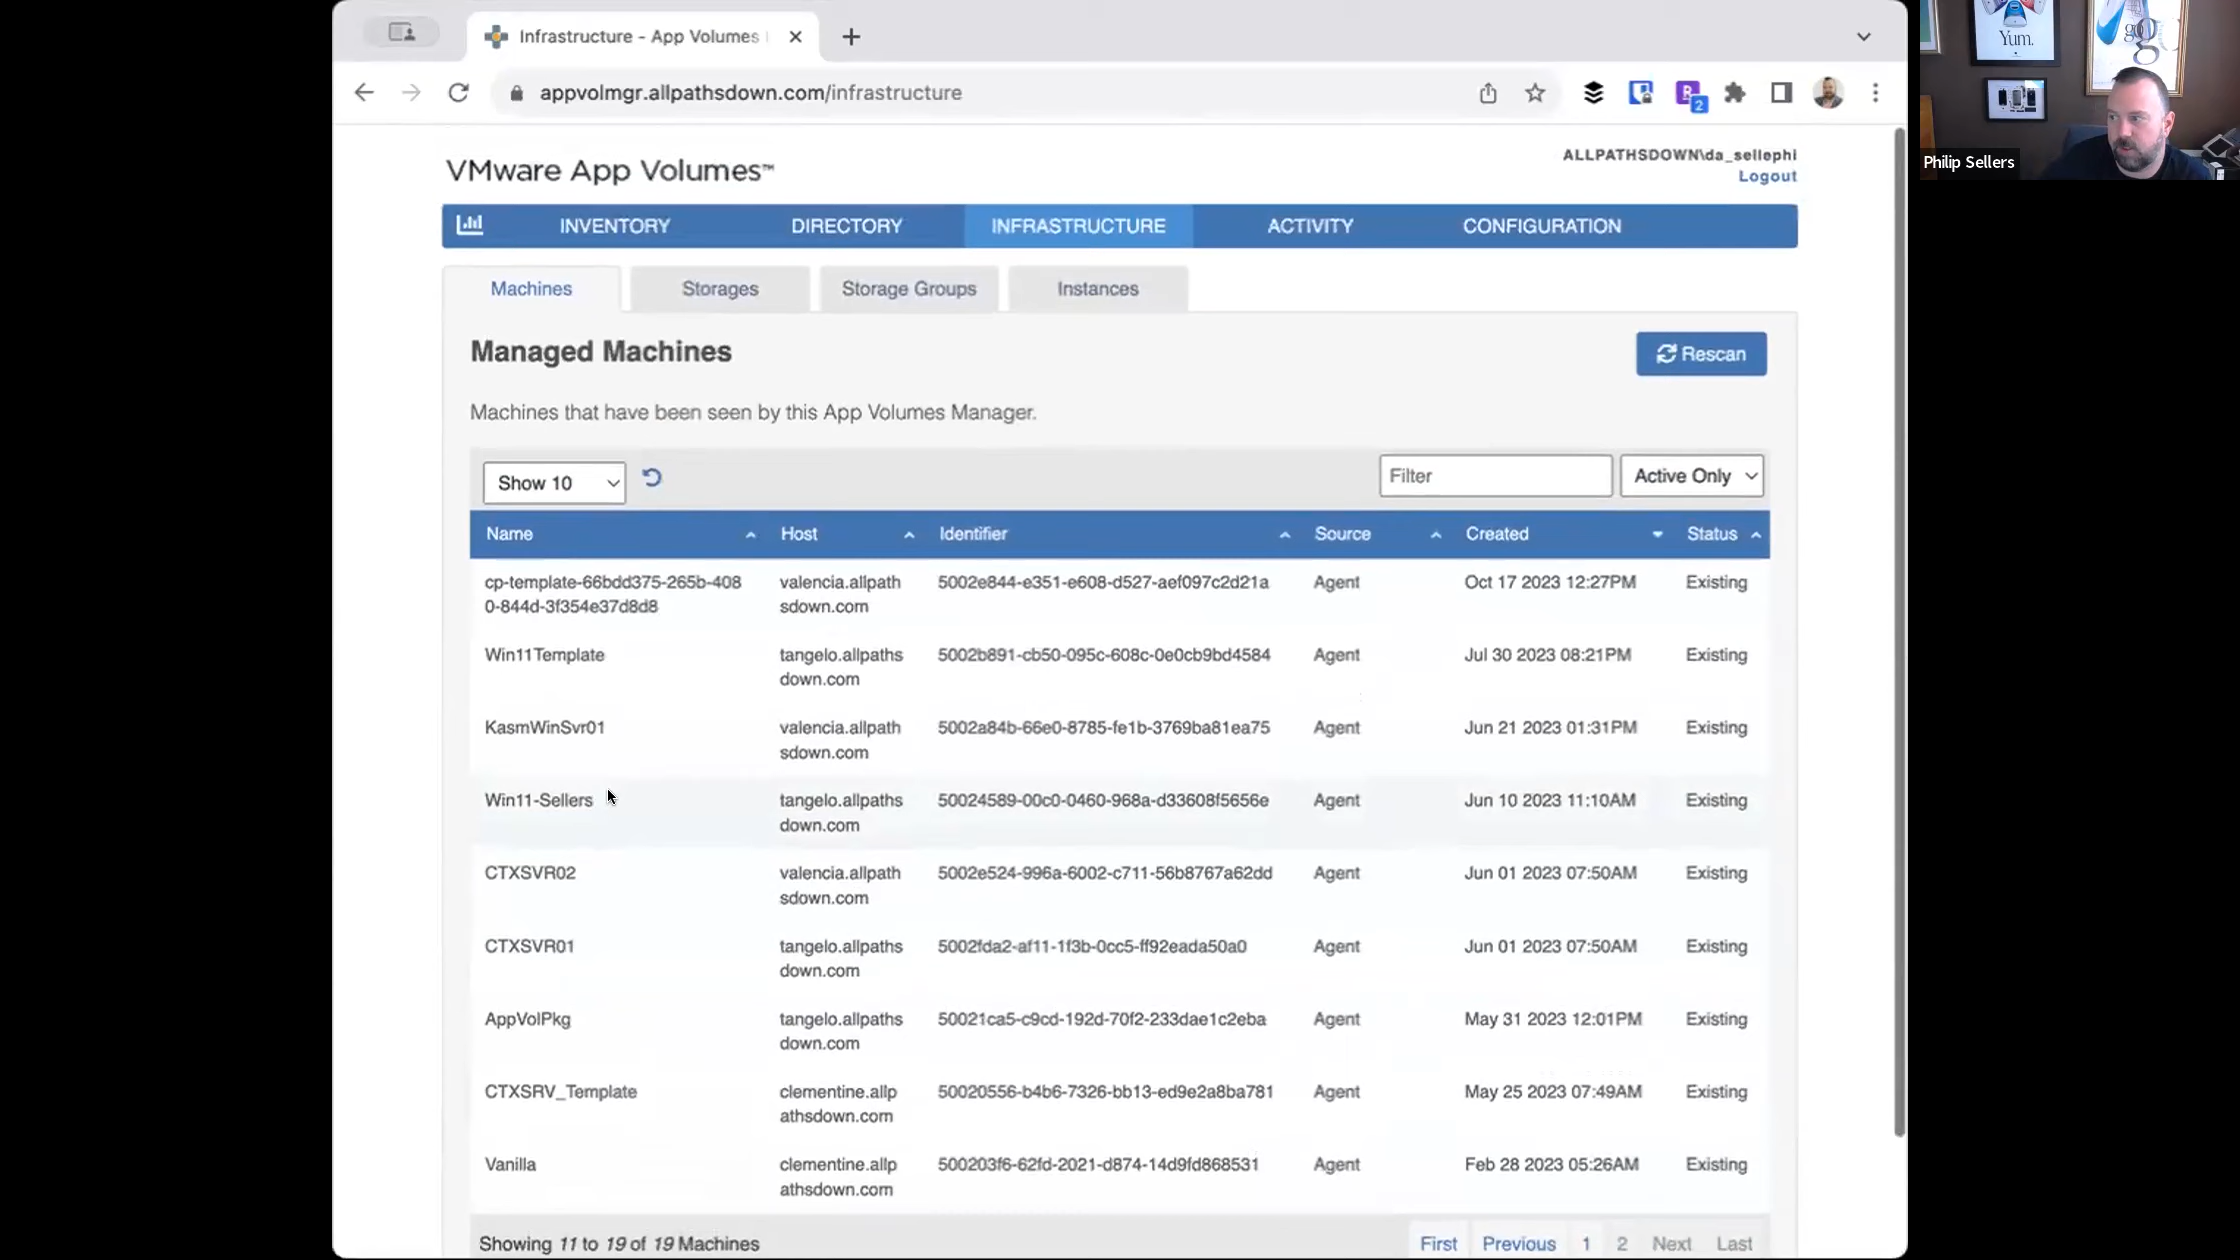 Infrastructure - App Volumes
appvolmgr.allpathsdown.com/infrastructure
2
Yum.
Philip Sellers
VMware App Volumes™
ALLPATHSDOWN\da_sellephi
Logout
INVENTORY DIRECTORY INFRASTRUCTURE ACTIVITY CONFIGURATION
Machines Storages Storage Groups Instances
Managed Machines
Rescan
Machines that have been seen by this App Volumes Manager.
Show 10 Filter Active Only
Name Host Identifier Source Created Status
cp-template-66bdd375-265b-408 valencia.allpath 5002e844-e351-e608-d527-aef097c2d21a Agent Oct 17 2023 12:27PM Existing
0-844d-3f354e37d8d8 sdown.com
Win11Template tangelo.allpaths 5002b891-cb50-095c-608c-0e0cb9bd4584 Agent Jul 30 2023 08:21PM Existing
down.com
KasmWinSvr01 valencia.allpath 5002a84b-66e0-8785-fe1b-3769ba81ea75 Agent Jun 21 2023 01:31PM Existing
sdown.com
Win11-Sellers tangelo.allpaths 50024589-00c0-0460-968a-d33608f5656e Agent Jun 10 2023 11:10AM Existing
down.com
CTXSVR02 valencia.allpath 5002e524-996a-6002-c711-56b8767a62dd Agent Jun 01 2023 07:50AM Existing
sdown.com
CTXSVR01 tangelo.allpaths 5002fda2-af11-1f3b-0cc5-ff92eada50a0 Agent Jun 01 2023 07:50AM Existing
down.com
AppVolPkg tangelo.allpaths 50021ca5-c9cd-192d-70f2-233dae1c2eba Agent May 31 2023 12:01PM Existing
down.com
CTXSRV_Template clementine.allp 50020556-b4b6-7326-bb13-ed9e2a8ba781 Agent May 25 2023 07:49AM Existing
athsdown.com
Vanilla clementine.allp 500203f6-62fd-2021-d874-14d9fd868531 Agent Feb 28 2023 05:26AM Existing
athsdown.com
Showing 11 to 19 of 19 Machines First Previous 1 2 Next Last